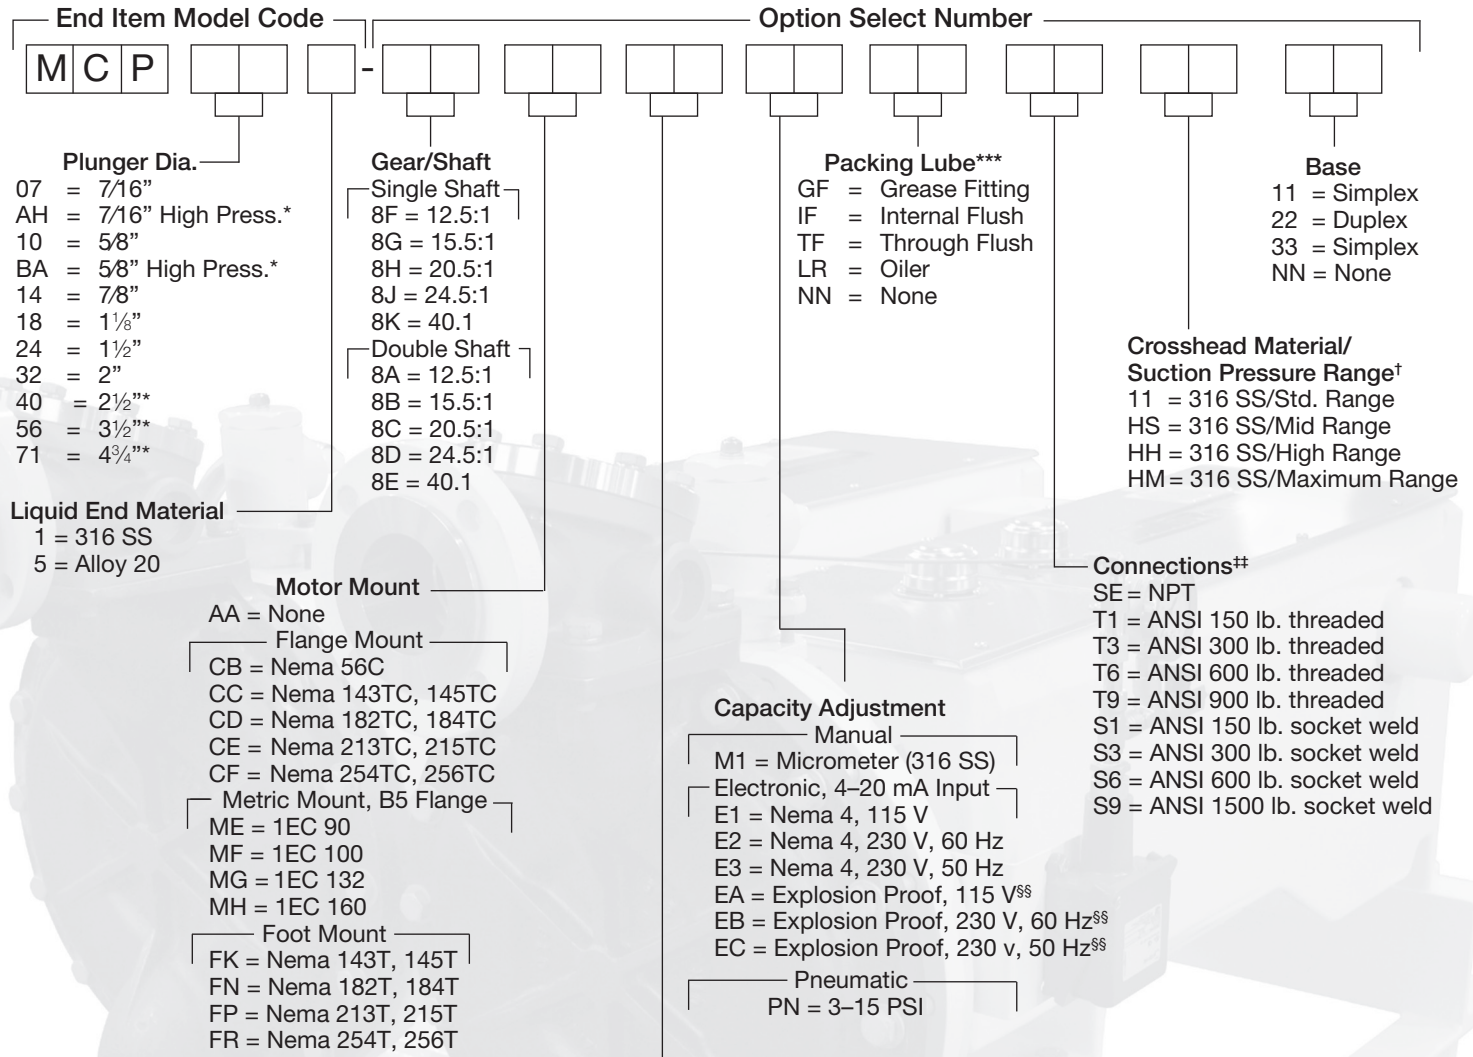 End Item Model Code
Option Select Number
M C P
-
Plunger Dia.
07 = 7⁄16”
AH = 7⁄16” High Press.*
10 = 5⁄8”
BA = 5⁄8” High Press.*
14 = 7⁄8”
18 = 1⅛”
24 = 1½”
32 = 2”
40 = 2½”*
56 = 3½”*
71 = 4¾”*
Liquid End Material
1 = 316 SS
5 = Alloy 20
Gear/Shaft
Single Shaft
8F = 12.5:1
8G = 15.5:1
8H = 20.5:1
8J = 24.5:1
8K = 40.1
Double Shaft
8A = 12.5:1
8B = 15.5:1
8C = 20.5:1
8D = 24.5:1
8E = 40.1
Motor Mount
AA = None
Flange Mount
CB = Nema 56C
CC = Nema 143TC, 145TC
CD = Nema 182TC, 184TC
CE = Nema 213TC, 215TC
CF = Nema 254TC, 256TC
Metric Mount, B5 Flange
ME = 1EC 90
MF = 1EC 100
MG = 1EC 132
MH = 1EC 160
Foot Mount
FK = Nema 143T, 145T
FN = Nema 182T, 184T
FP = Nema 213T, 215T
FR = Nema 254T, 256T
Packing Lube***
GF = Grease Fitting
IF = Internal Flush
TF = Through Flush
LR = Oiler
NN = None
Capacity Adjustment
Manual
M1 = Micrometer (316 SS)
Electronic, 4–20 mA Input
E1 = Nema 4, 115 V
E2 = Nema 4, 230 V, 60 Hz
E3 = Nema 4, 230 V, 50 Hz
EA = Explosion Proof, 115 V§§
EB = Explosion Proof, 230 V, 60 Hz§§
EC = Explosion Proof, 230 v, 50 Hz§§
Pneumatic
PN = 3–15 PSI
Base
11 = Simplex
22 = Duplex
33 = Simplex
NN = None
Crosshead Material/
Suction Pressure Range†
11 = 316 SS/Std. Range
HS = 316 SS/Mid Range
HH = 316 SS/High Range
HM = 316 SS/Maximum Range
Connections‡‡
SE = NPT
T1 = ANSI 150 lb. threaded
T3 = ANSI 300 lb. threaded
T6 = ANSI 600 lb. threaded
T9 = ANSI 900 lb. threaded
S1 = ANSI 150 lb. socket weld
S3 = ANSI 300 lb. socket weld
S6 = ANSI 600 lb. socket weld
S9 = ANSI 1500 lb. socket weld